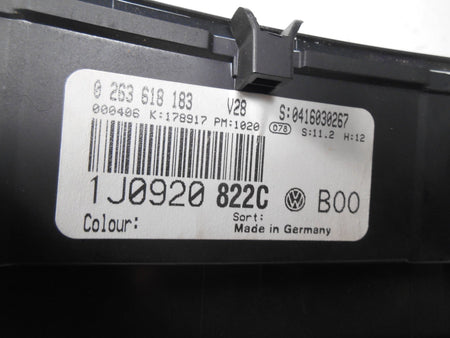 0 263 618 183 V28 S:0416030267
000406 K:178917 PM:1020 078 S:11.2 H:12
1J0920 822C VW B00
Colour: Sort: Made in Germany